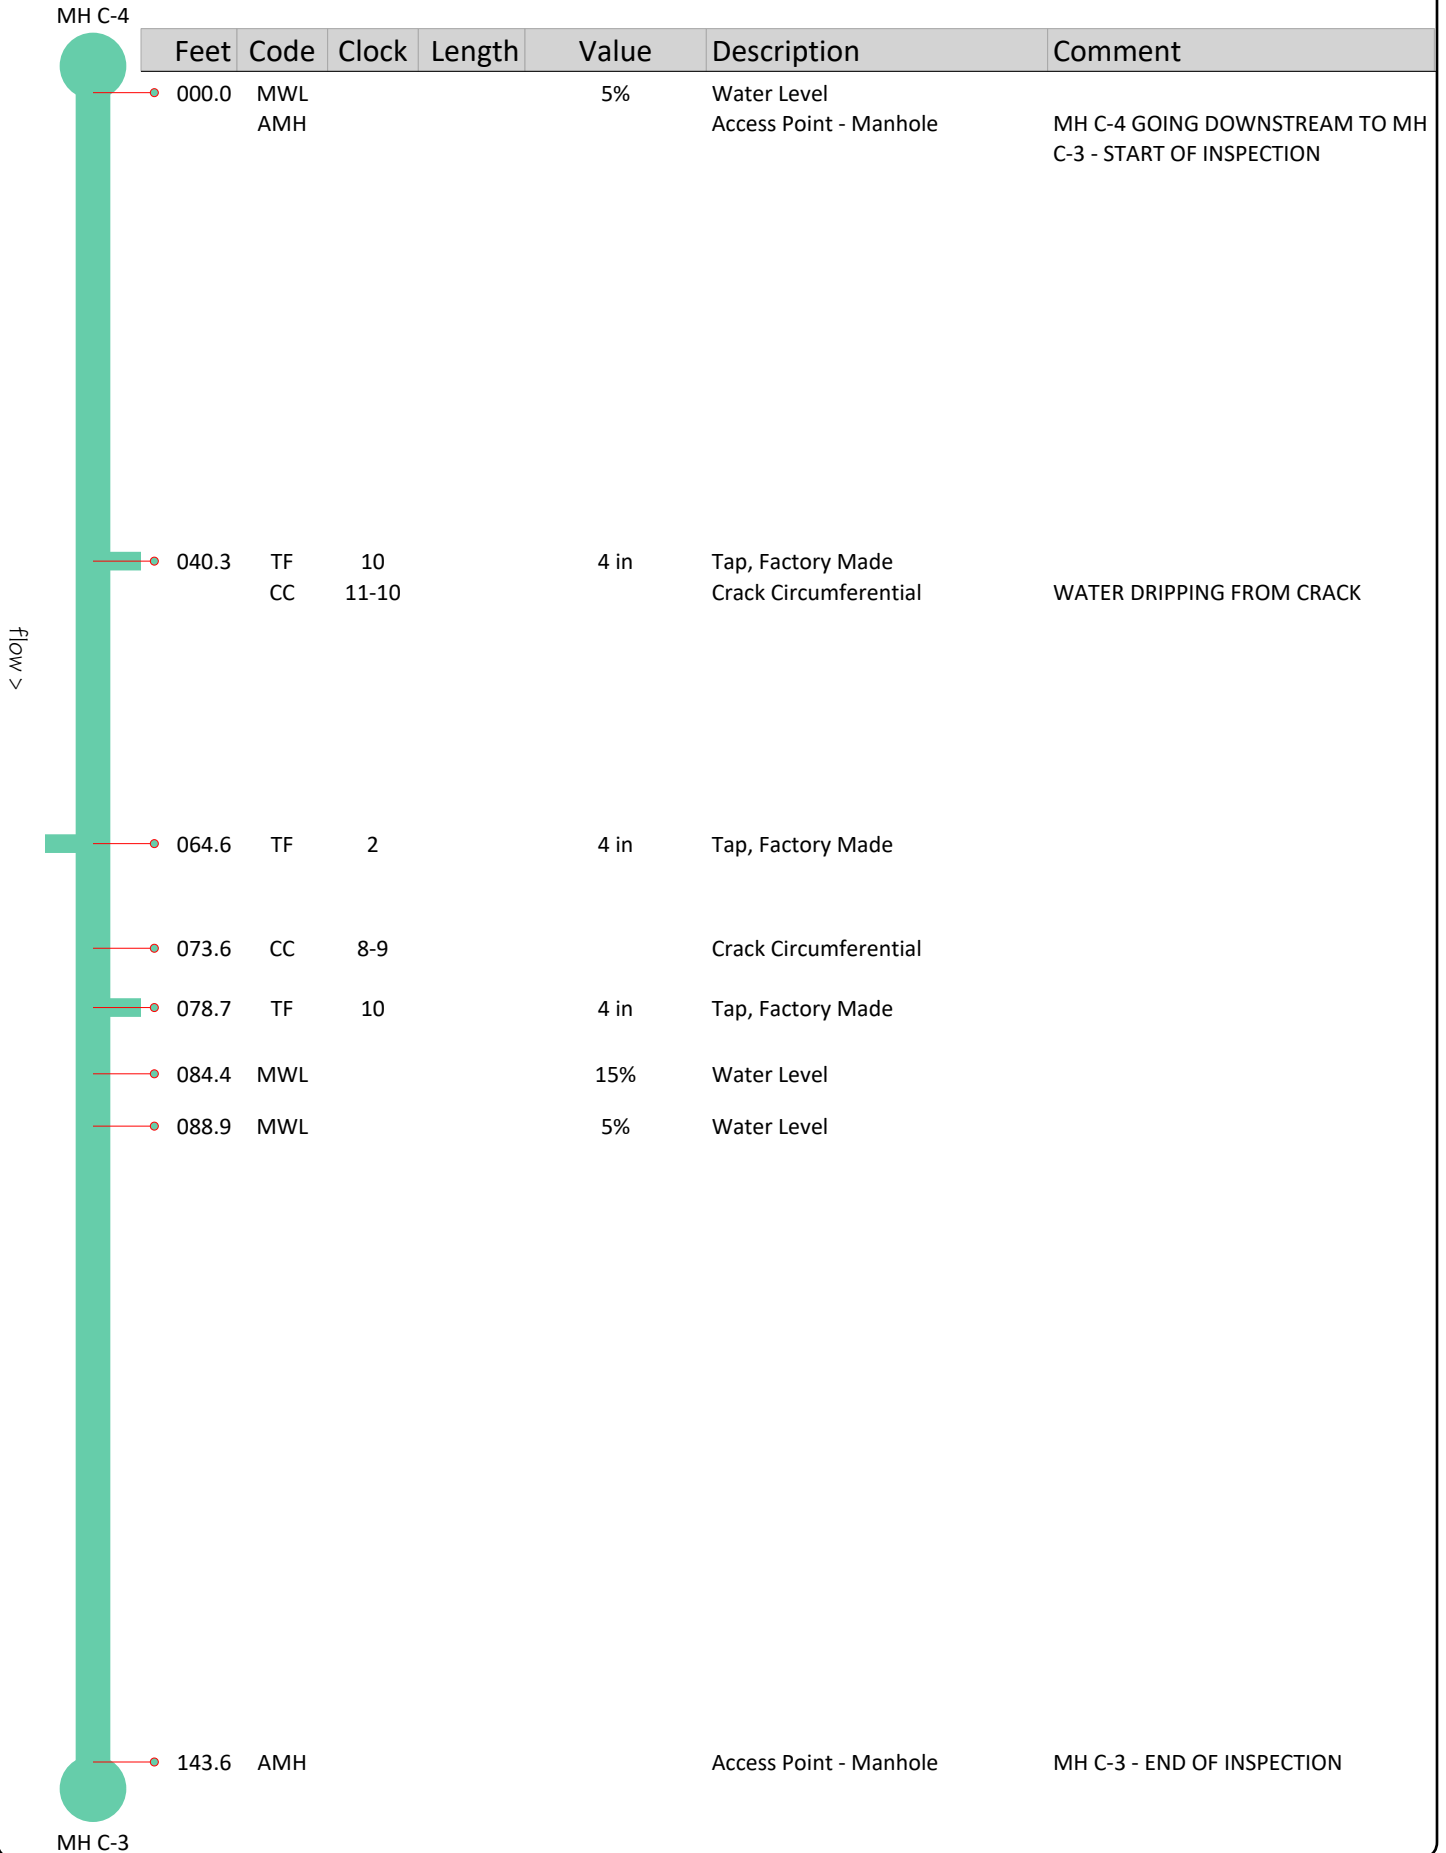 MH C-4
Feet Code Clock Length Value Description Comment
000.0 MWL 5% Water Level
AMH Access Point - Manhole MH C-4 GOING DOWNSTREAM TO MH
C-3 - START OF INSPECTION
040.3 TF 10 4 in Tap, Factory Made
CC 11-10 Crack Circumferential WATER DRIPPING FROM CRACK
flow >
064.6 TF 2 4 in Tap, Factory Made
073.6 CC 8-9 Crack Circumferential
078.7 TF 10 4 in Tap, Factory Made
084.4 MWL 15% Water Level
088.9 MWL 5% Water Level
143.6 AMH Access Point - Manhole MH C-3 - END OF INSPECTION
MH C-3